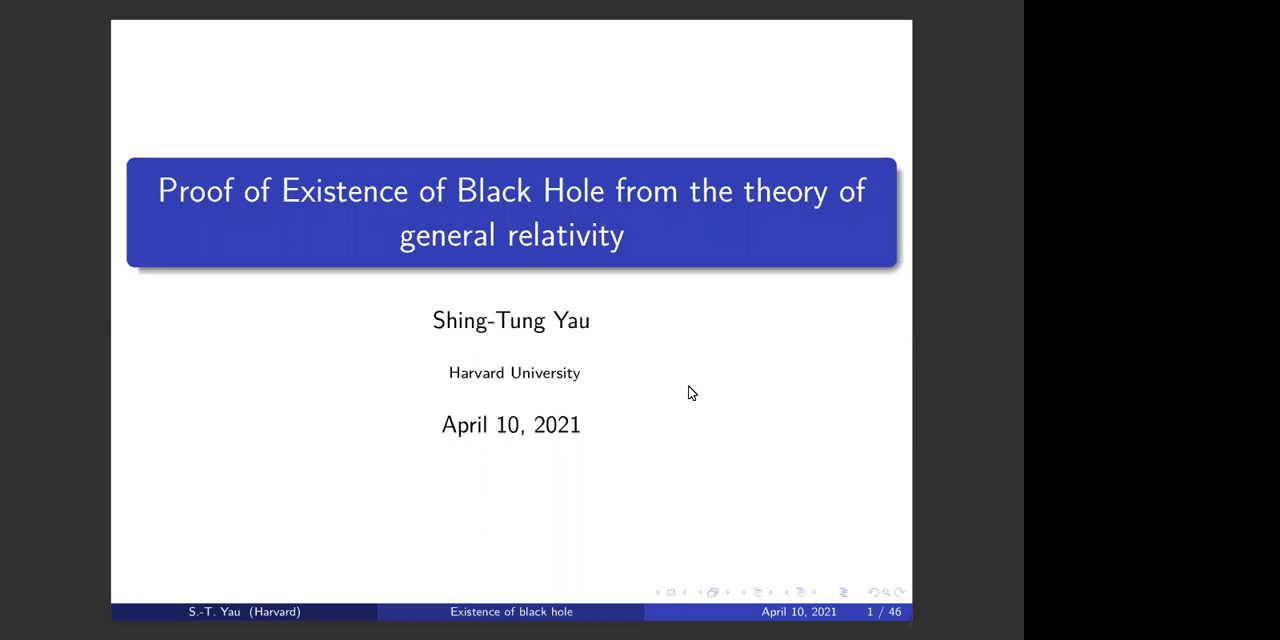 Proof of Existence of Black Hole from the theory of
general relativity
Shing-Tung Yau
Harvard University
April 10, 2021
S.-T. Yau (Harvard)
Existence of black hole
April 10, 2021
1 / 46